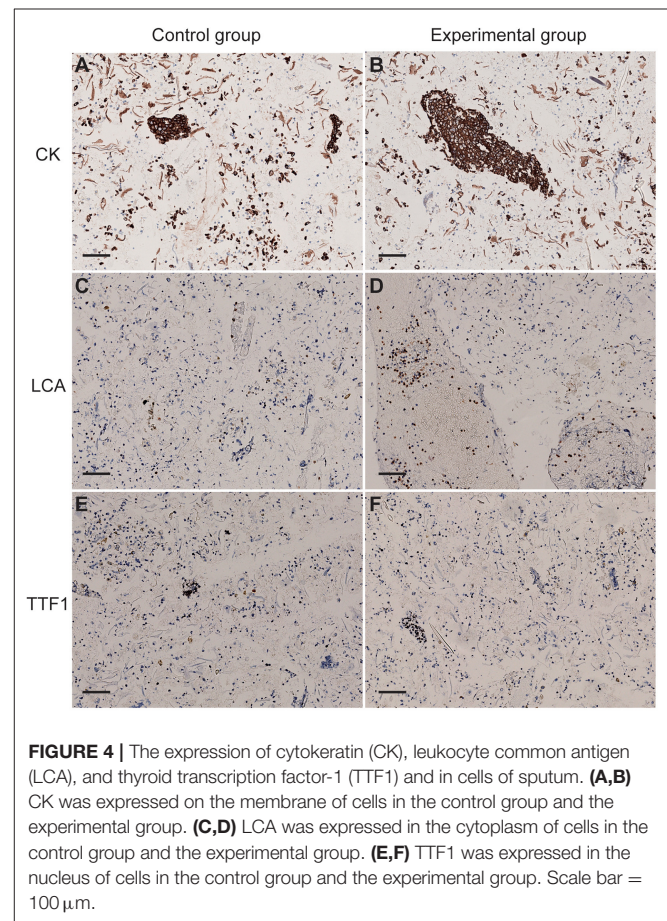 Control group Experimental group
A B
CK
C D
LCA
E F
TTF1
FIGURE 4 | The expression of cytokeratin (CK), leukocyte common antigen
(LCA), and thyroid transcription factor-1 (TTF1) and in cells of sputum. (A,B)
CK was expressed on the membrane of cells in the control group and the
experimental group. (C,D) LCA was expressed in the cytoplasm of cells in the
control group and the experimental group. (E,F) TTF1 was expressed in the
nucleus of cells in the control group and the experimental group. Scale bar =
100 μm.